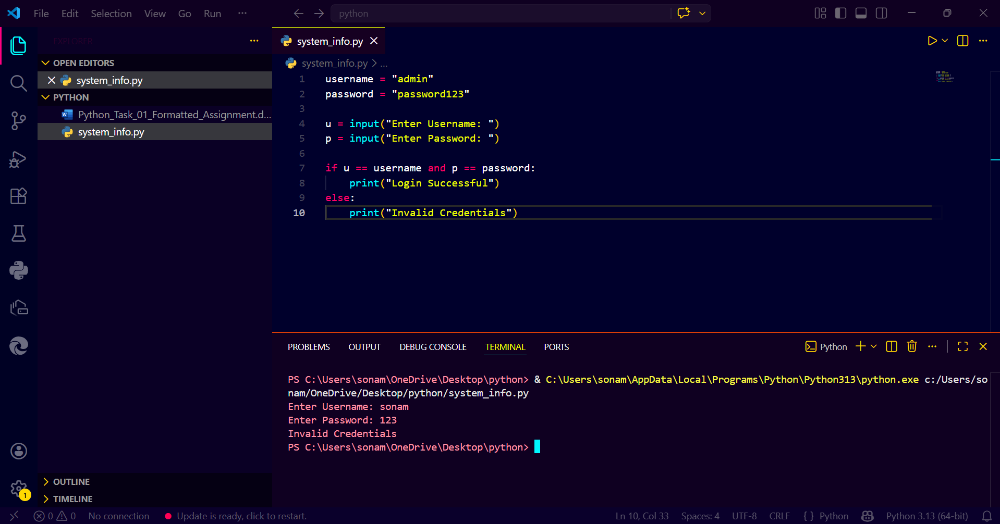 File Edit Selection View Go Run ···
python
EXPLORER
OPEN EDITORS
system_info.py
PYTHON
Python_Task_01_Formatted_Assignment.d...
system_info.py
OUTLINE
TIMELINE
system_info.py
system_info.py > ...
1 username = "admin"
2 password = "password123"
3
4 u = input("Enter Username: ")
5 p = input("Enter Password: ")
6
7 if u == username and p == password:
8     print("Login Successful")
9 else:
10     print("Invalid Credentials")
PROBLEMS OUTPUT DEBUG CONSOLE TERMINAL PORTS
Python
PS C:\Users\sonam\OneDrive\Desktop\python> & C:\Users\sonam\AppData\Local\Programs\Python\Python313\python.exe c:/Users/so
nam/OneDrive/Desktop/python/system_info.py
Enter Username: sonam
Enter Password: 123
Invalid Credentials
PS C:\Users\sonam\OneDrive\Desktop\python>
1
0 0 No connection Update is ready, click to restart. Ln 10, Col 33 Spaces: 4 UTF-8 CRLF { } Python Python 3.13 (64-bit)